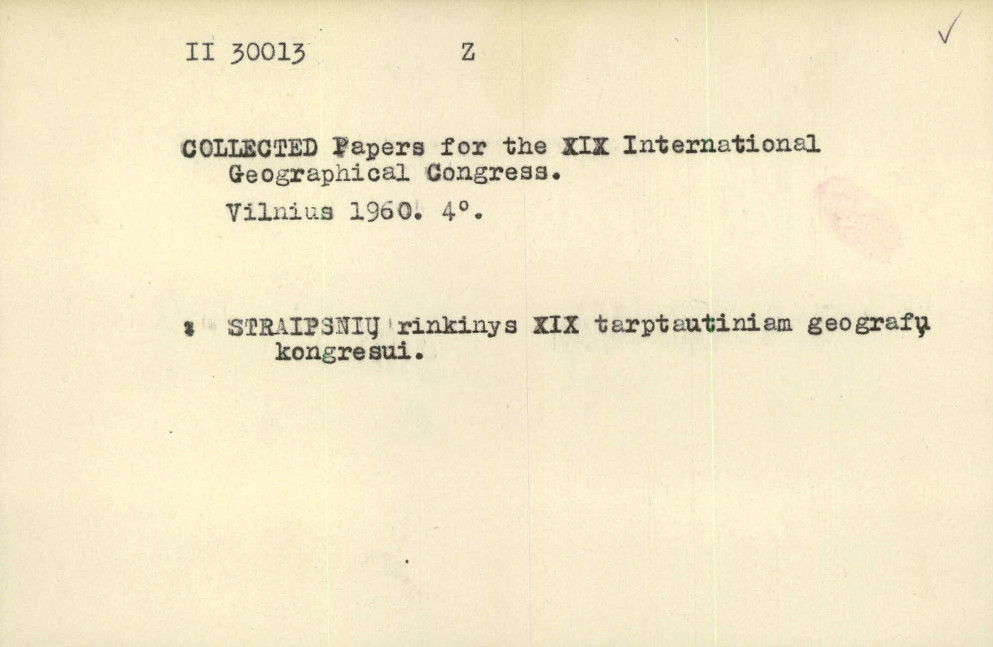 II 30013 Z
COLLECTED Papers for the XIX International
Geographical Congress.
Vilnius 1960. 4°.
: STRAIPSNIŲ rinkinys XIX tarptautiniam geografų
kongresui.